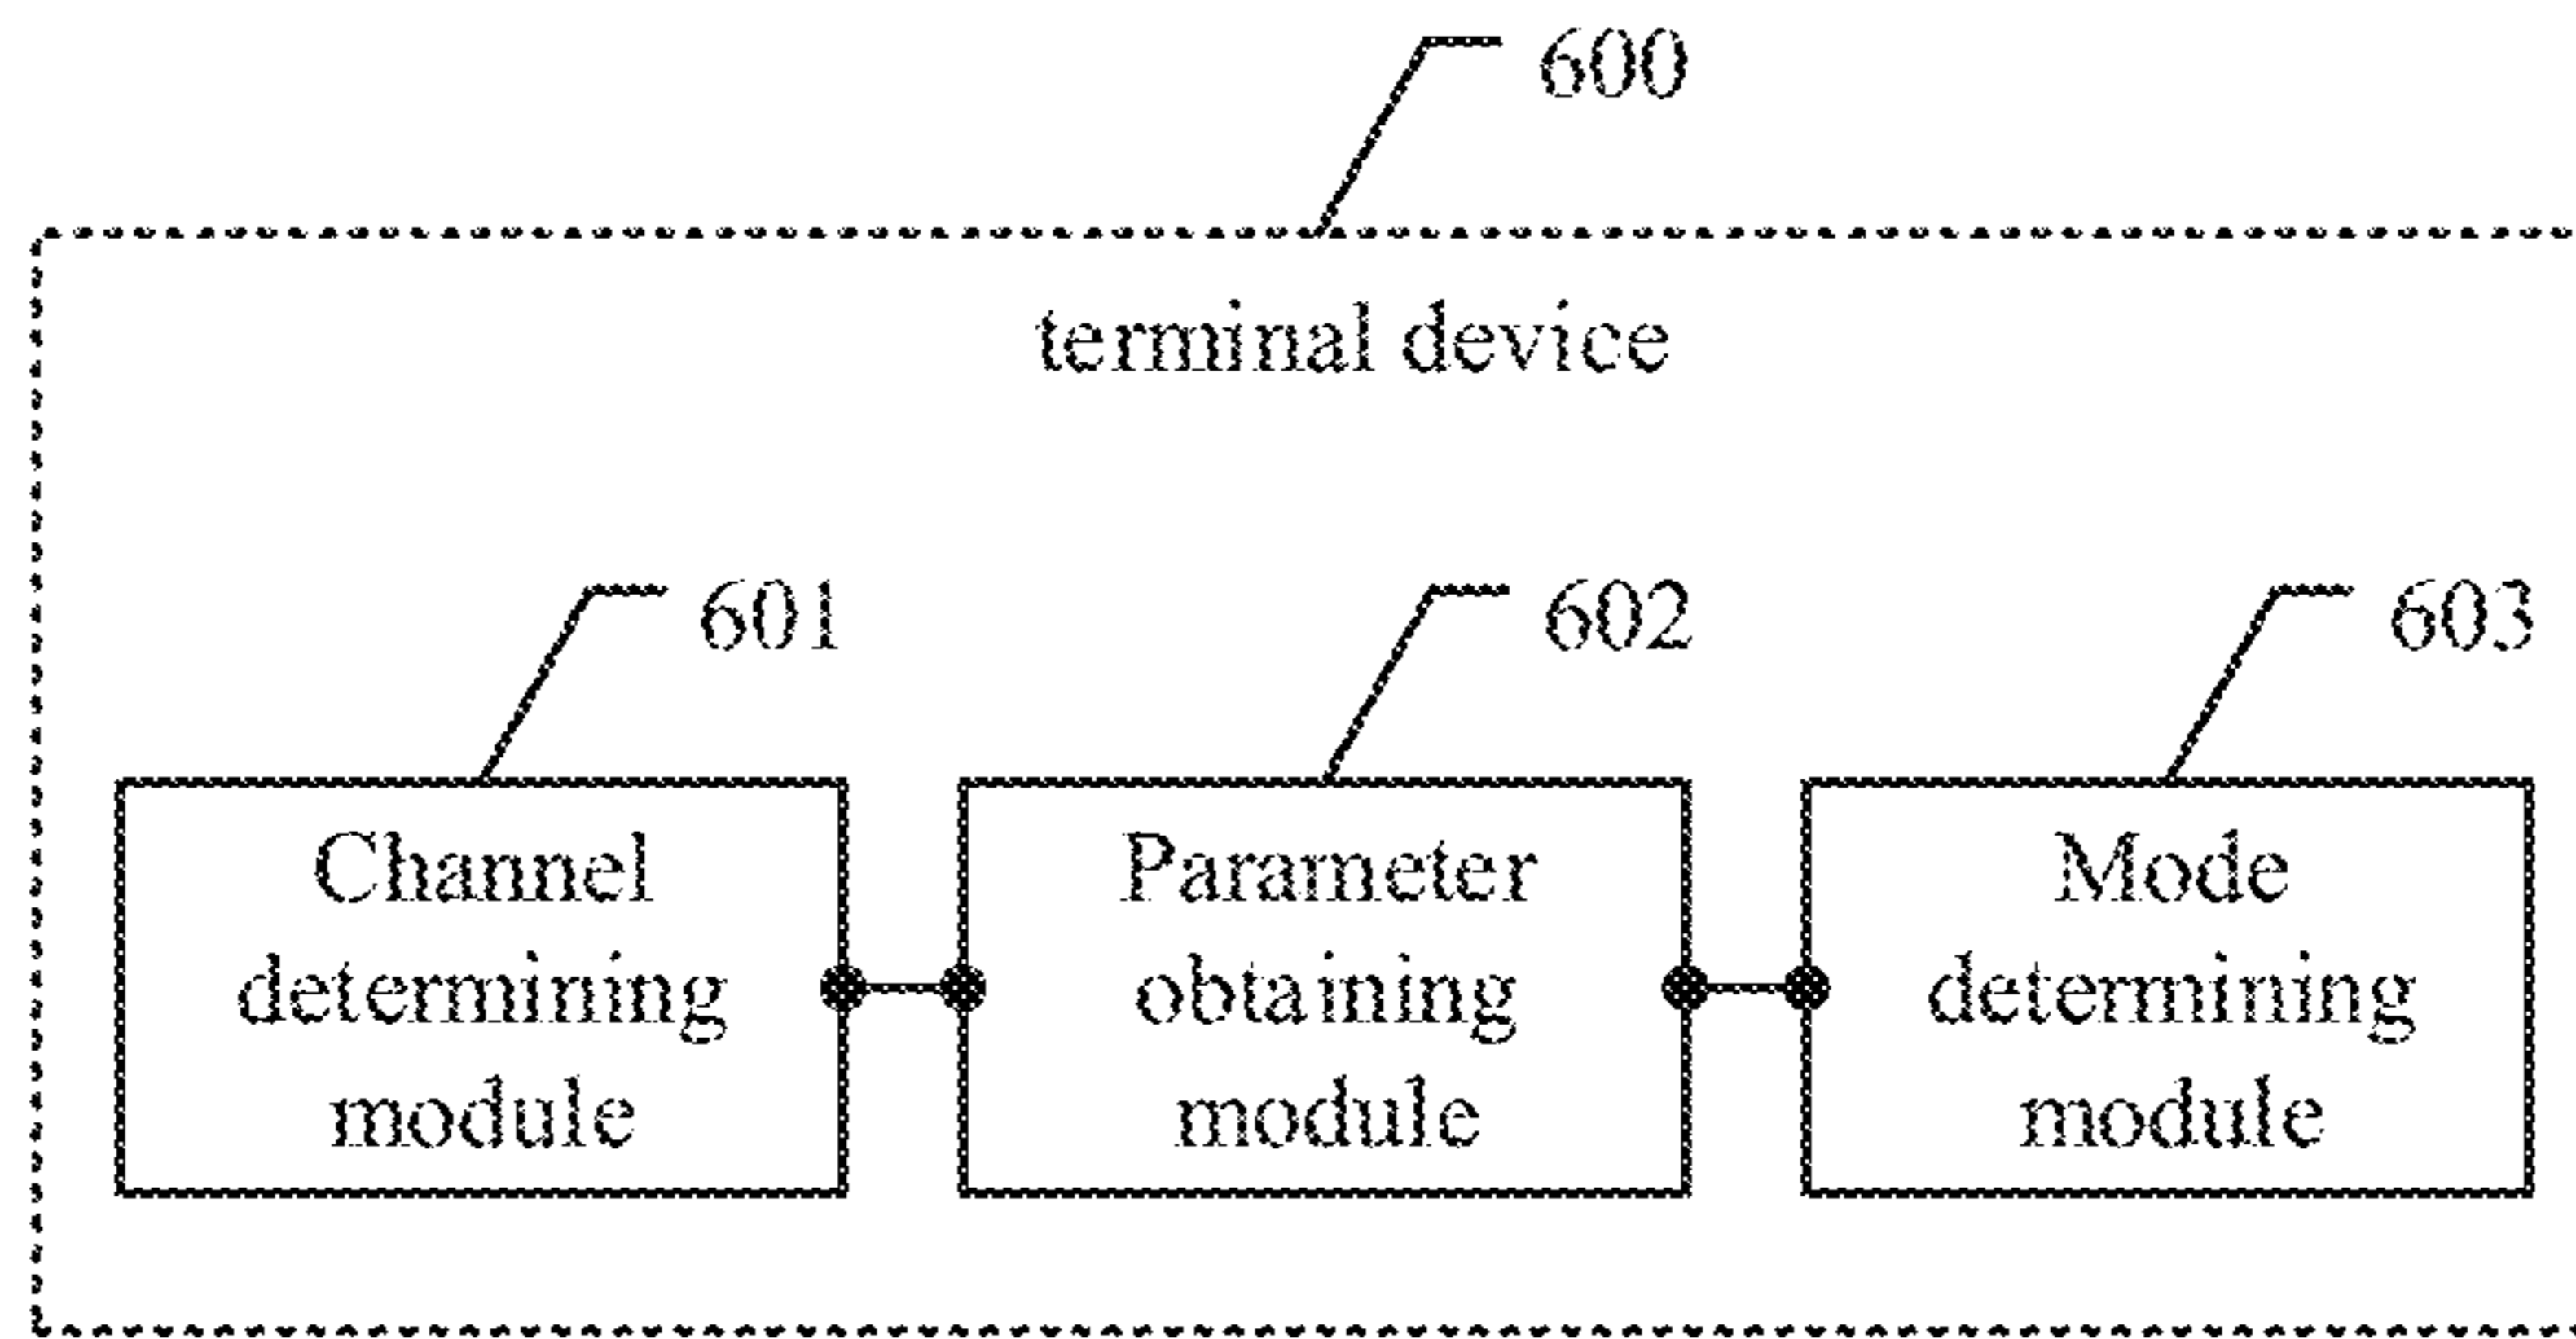 600
terminal device
601
602
603
Channel
determining
module
Parameter
obtaining
module
Mode
determining
module